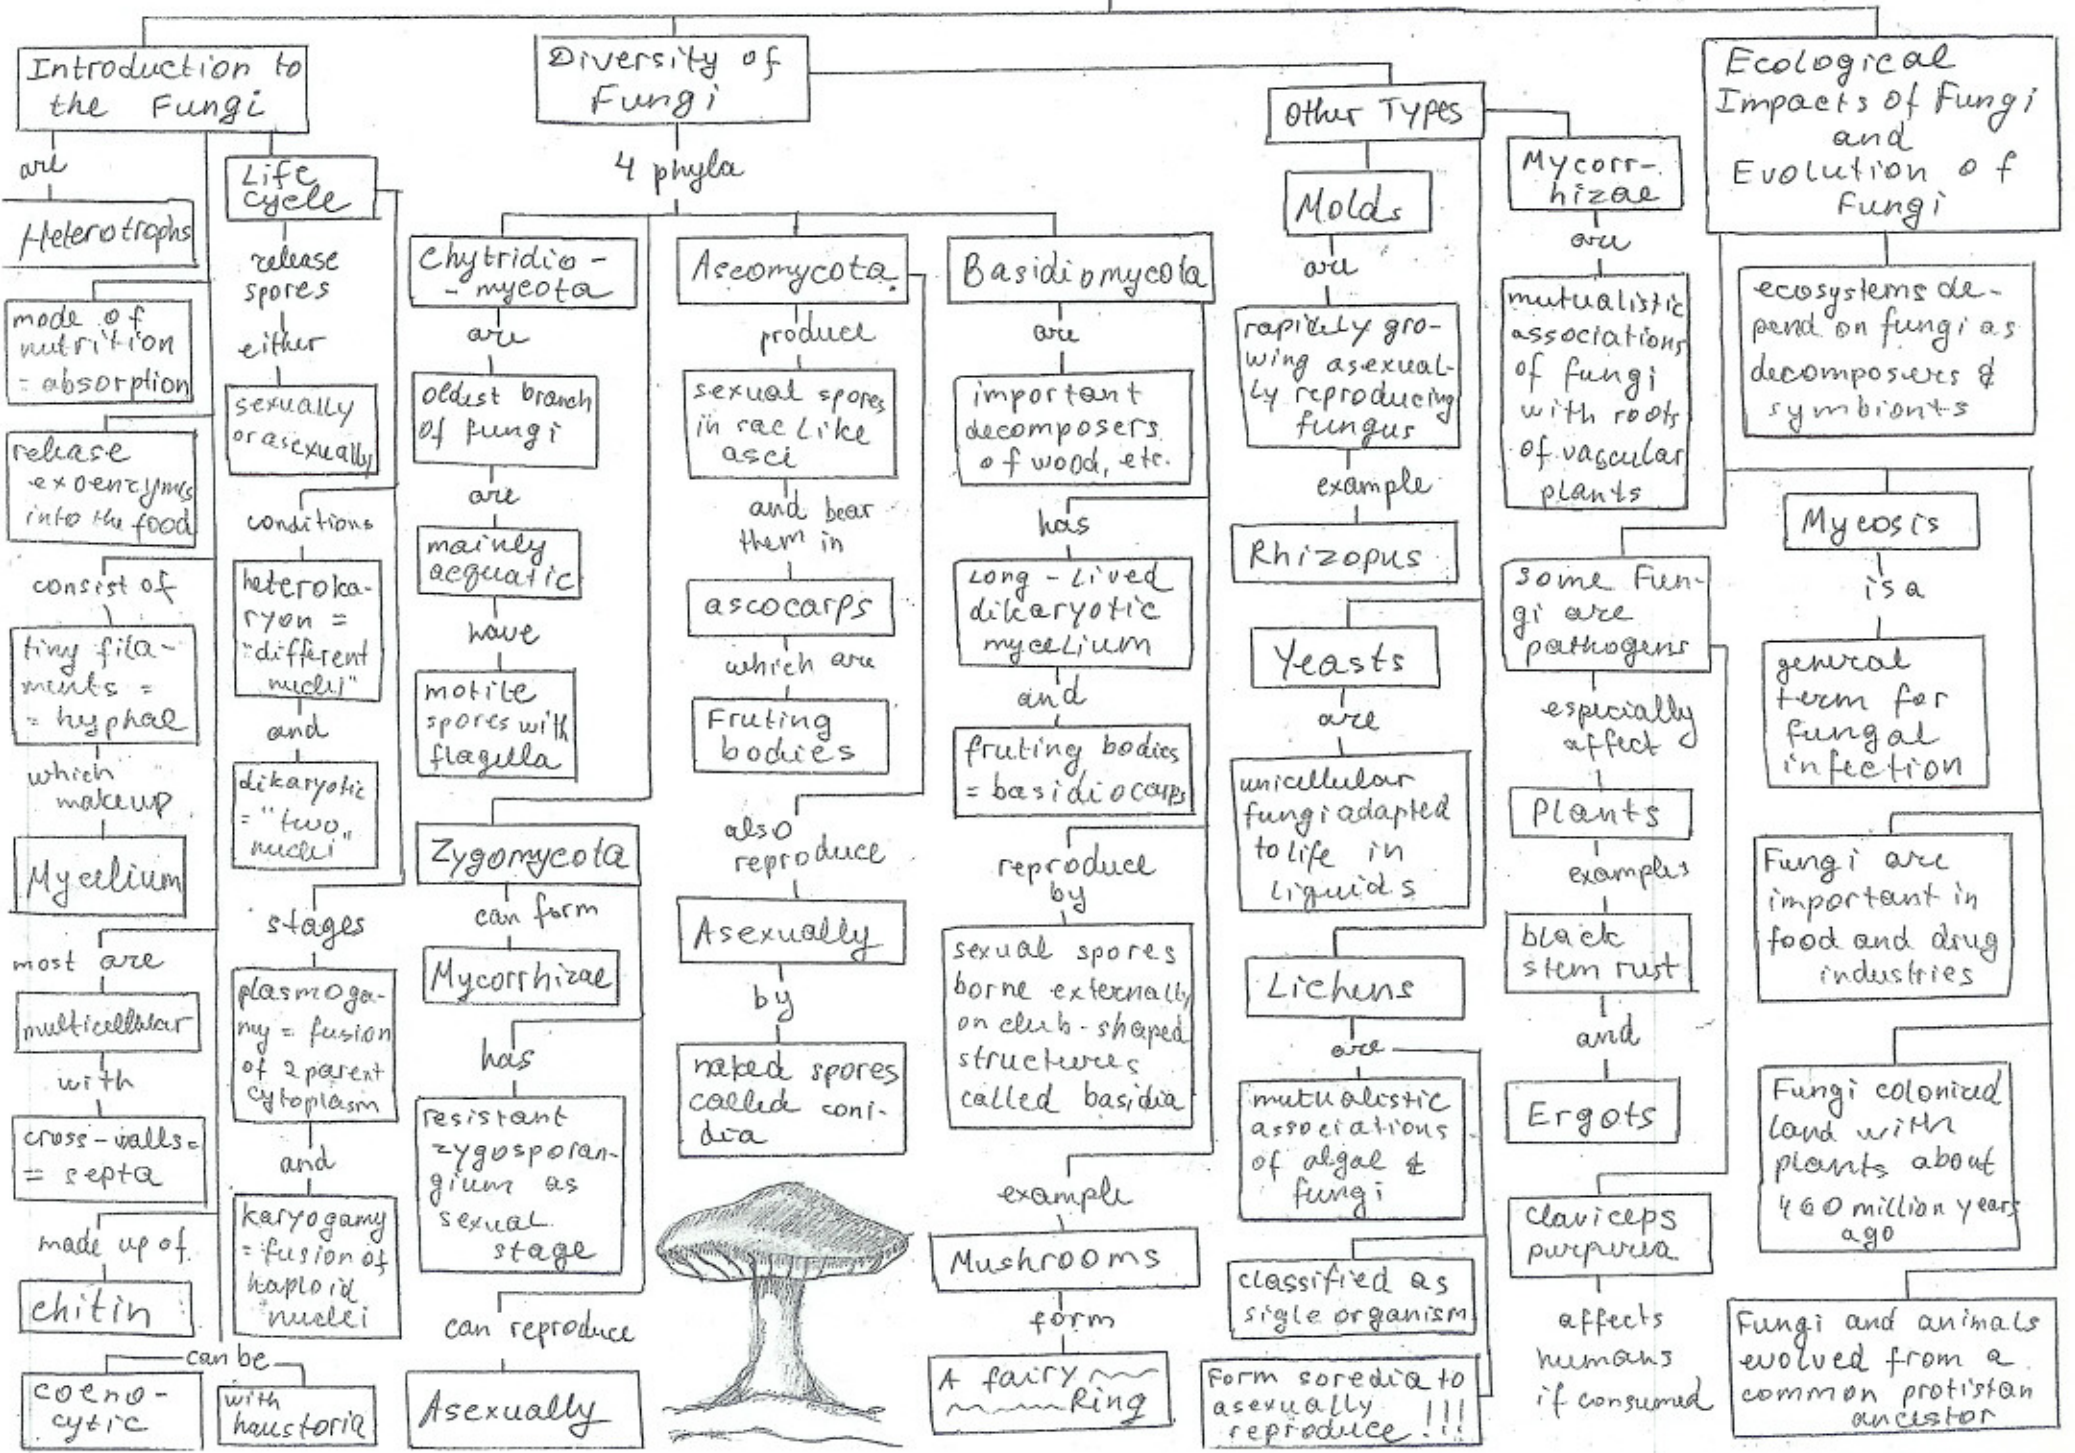 Introduction to
the Fungi
are
Heterotrophs
mode of
nutrition
= absorption
release
exoenzymes
into the food
consist of
tiny fila-
ments =
= hyphae
which
makeup
Mycelium
most are
multicellular
with
cross-walls=
= septa
made up of
chitin
can be
coeno-
cytic
with
haustoria
Life
cycle
release
spores
either
sexually
or asexually
conditions
heteroka-
ryon =
"different
nuclei"
and
dikaryotic
= "two
nuclei"
stages
plasmoga-
my = fusion
of 2 parent
cytoplasm
and
karyogamy
= fusion of
haploid
nuclei
Diversity of
Fungi
4 phyla
Chytridio-
-mycota
are
oldest branch
of fungi
are
mainly
acquatic
have
motile
spores with
flagella
Zygomycota
can form
Mycorrhizae
has
resistant
zygosporan-
gium as
sexual
stage
can reproduce
Asexually
Ascomycota
produce
sexual spores
in sac like
asci
and bear
them in
ascocarps
which are
Fruting
bodies
also
reproduce
Asexually
by
naked spores
called coni-
dia
Basidiomycota
are
important
decomposers
of wood, etc.
has
Long-lived
dikaryotic
mycelium
and
fruting bodies
= basidiocarps
reproduce
by
sexual spores
borne externally
on club-shaped
structures
called basidia
example
Mushrooms
form
A fairy
Ring
Other Types
Molds
are
rapidly gro-
wing asexual-
ly reproducing
fungus
example
Rhizopus
Yeasts
are
unicellular
fungi adapted
to life in
liquids
Lichens
are
mutualistic
associations
of algae &
fungi
classified as
sigle organism
Form soredia to
asexually
reproduce !!!
Mycorr-
hizae
are
mutualistic
associations
of fungi
with roots
of vascular
plants
Ecological
Impacts of Fungi
and
Evolution of
Fungi
ecosystems de-
pend on fungi as
decomposers &
symbionts
some Fun-
gi are
pathogens
especially
affect
Plants
examples
black
stem rust
and
Ergots
claviceps
purpurea
affects
humans
if consumed
Mycosis
is a
general
term for
fungal
infection
Fungi are
important in
food and drug
industries
Fungi colonized
land with
plants about
460 million years
ago
Fungi and animals
evolved from a
common protistan
ancestor